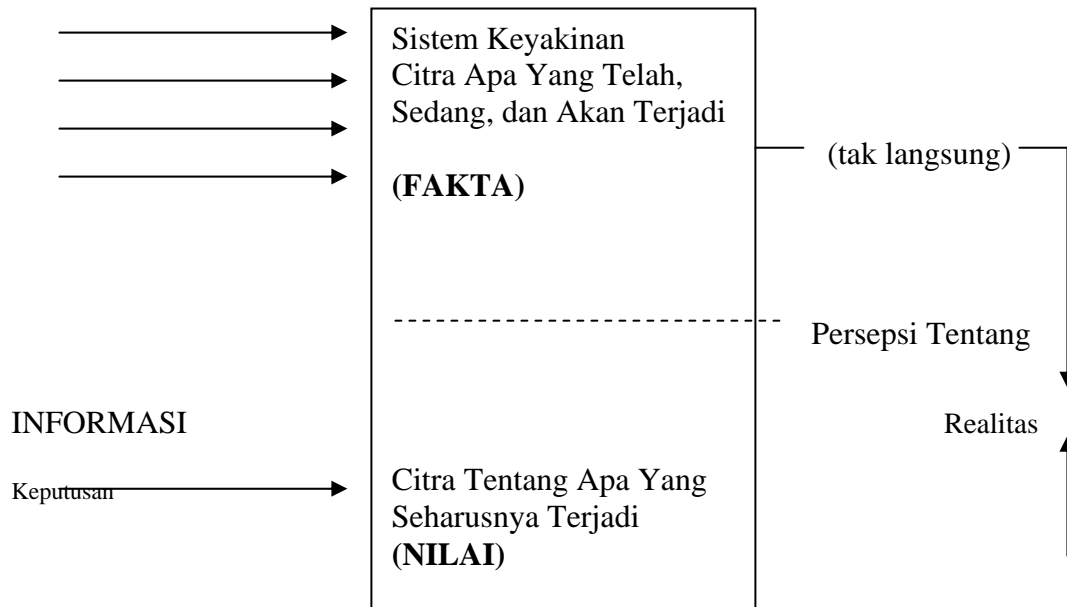 Sistem Keyakinan
Citra Apa Yang Telah,
Sedang, dan Akan Terjadi
(tak langsung)
(FAKTA)
Persepsi Tentang
INFORMASI
Realitas
Keputusan
Citra Tentang Apa Yang
Seharusnya Terjadi
(NILAI)